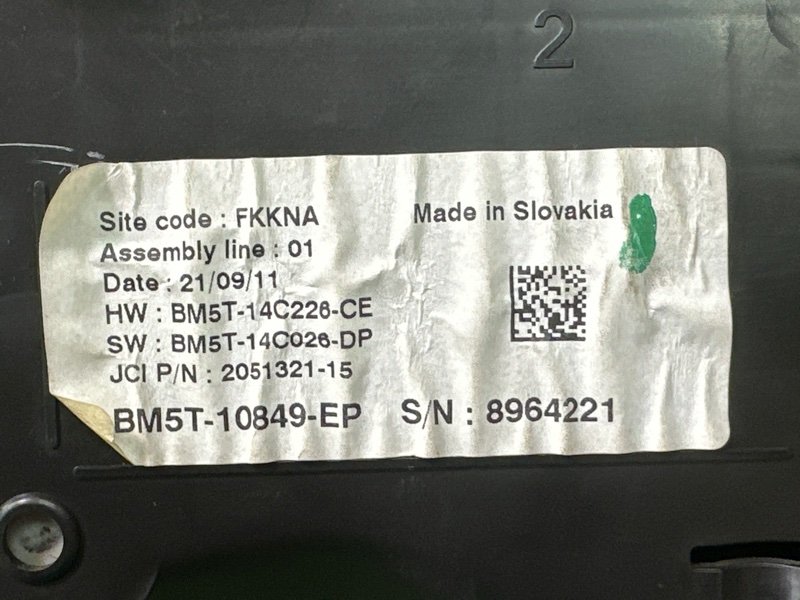 2
Site code : FKKNA
Made in Slovakia
Assembly line : 01
Date : 21/09/11
HW : BM5T-14C226-CE
SW : BM5T-14C026-DP
JCI P/N : 2051321-15
BM5T-10849-EP S/N : 8964221